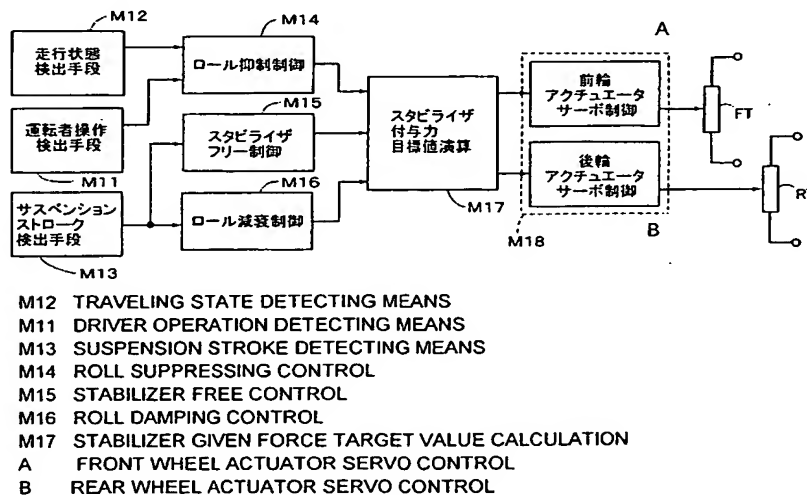 M12
M14
A
走行状態
検出手段
ロール抑制制御
M15
前輪
アクチュエータ
サーボ制御
FT
運転者操作
検出手段
スタビライザ
フリー制御
スタビライザ
付与力
目標値演算
M11
M16
後輪
アクチュエータ
サーボ制御
サスペンション
ストローク
検出手段
ロール減衰制御
M17
M18
B
M13
M12 TRAVELING STATE DETECTING MEANS
M11 DRIVER OPERATION DETECTING MEANS
M13 SUSPENSION STROKE DETECTING MEANS
M14 ROLL SUPPRESSING CONTROL
M15 STABILIZER FREE CONTROL
M16 ROLL DAMPING CONTROL
M17 STABILIZER GIVEN FORCE TARGET VALUE CALCULATION
A FRONT WHEEL ACTUATOR SERVO CONTROL
B REAR WHEEL ACTUATOR SERVO CONTROL